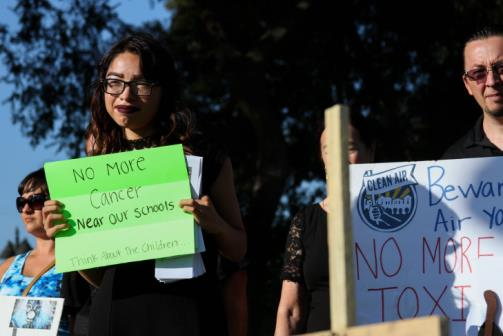 No More
Cancer
Near our schools
Think About the Children...
CLEAN AIR
Bewar
Air Yo
NO MORE
TOXI